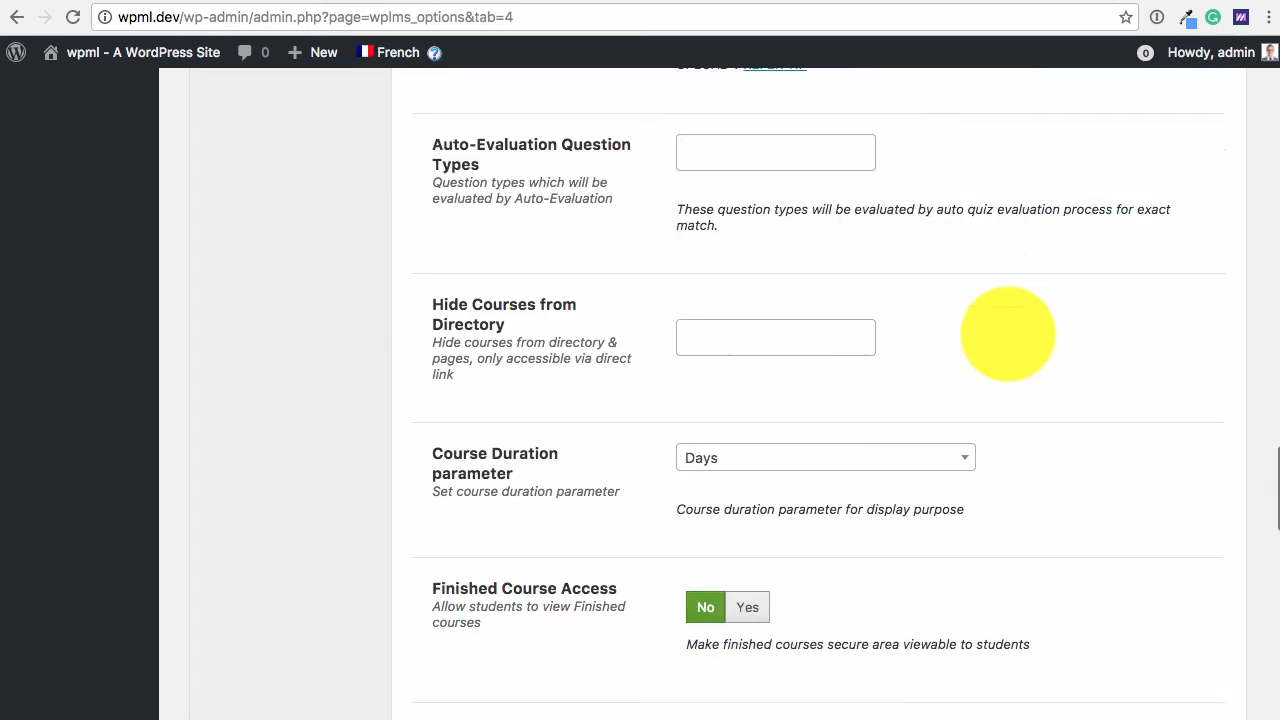 wpml.dev/wp-admin/admin.php?page=wplms_options&tab=4
wpml - A WordPress Site 0 New French ? 0 Howdy, admin
Auto-Evaluation Question
Types
Question types which will be
evaluated by Auto-Evaluation
These question types will be evaluated by auto quiz evaluation process for exact
match.
Hide Courses from
Directory
Hide courses from directory &
pages, only accessible via direct
link
Course Duration
parameter
Set course duration parameter
Days
Course duration parameter for display purpose
Finished Course Access
Allow students to view Finished
courses
No Yes
Make finished courses secure area viewable to students